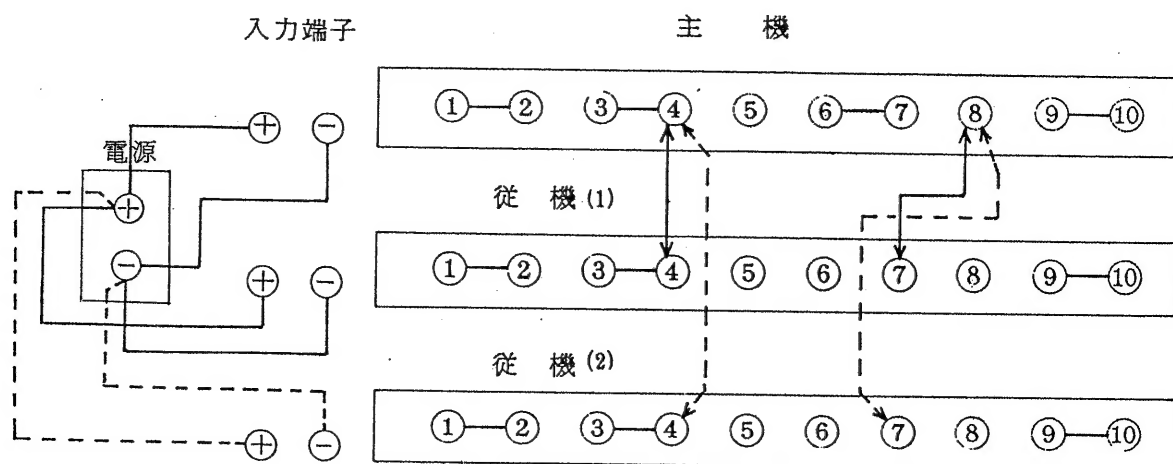 入力端子 主機
① ② ③ ④ ⑤ ⑥ ⑦ ⑧ ⑨ ⑩
⊕ ⊖
電源
⊕
従機(1)
⊖
① ② ③ ④ ⑤ ⑥ ⑦ ⑧ ⑨ ⑩
⊕ ⊖
従機(2)
① ② ③ ④ ⑤ ⑥ ⑦ ⑧ ⑨ ⑩
⊕ ⊖